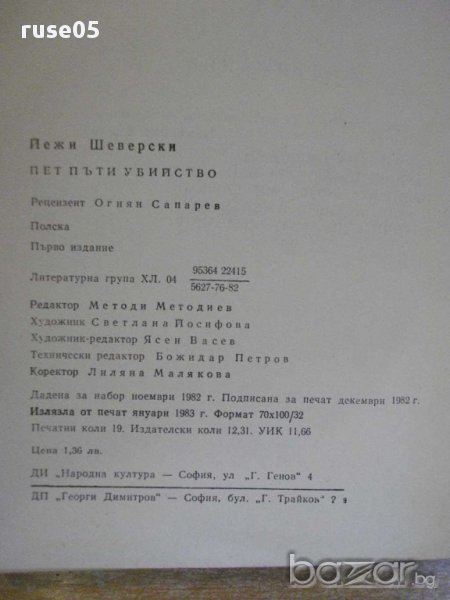 ruse05
Йежи Шеверски
ПЕТ ПЪТИ УБИЙСТВО
Рецензент Огнян Сапарев
Полска
Първо издание
Литературна група ХЛ. 04 95364 22415
5627-76-82
Редактор Методи Методиев
Художник Светлана Йосифова
Художник-редактор Ясен Васев
Технически редактор Божидар Петров
Коректор Лиляна Малякова
Дадена за набор ноември 1982 г. Подписана за печат декември 1982 г.
Излязла от печат януари 1983 г. Формат 70x100/32
Печатни коли 19. Издателски коли 12,31. УИК 11,66
Цена 1,36 лв.
ДИ „Народна култура — София, ул „Г. Генов" 4
ДП „Георги Димитров" — София, бул. „Г. Трайков"
bazar.bg